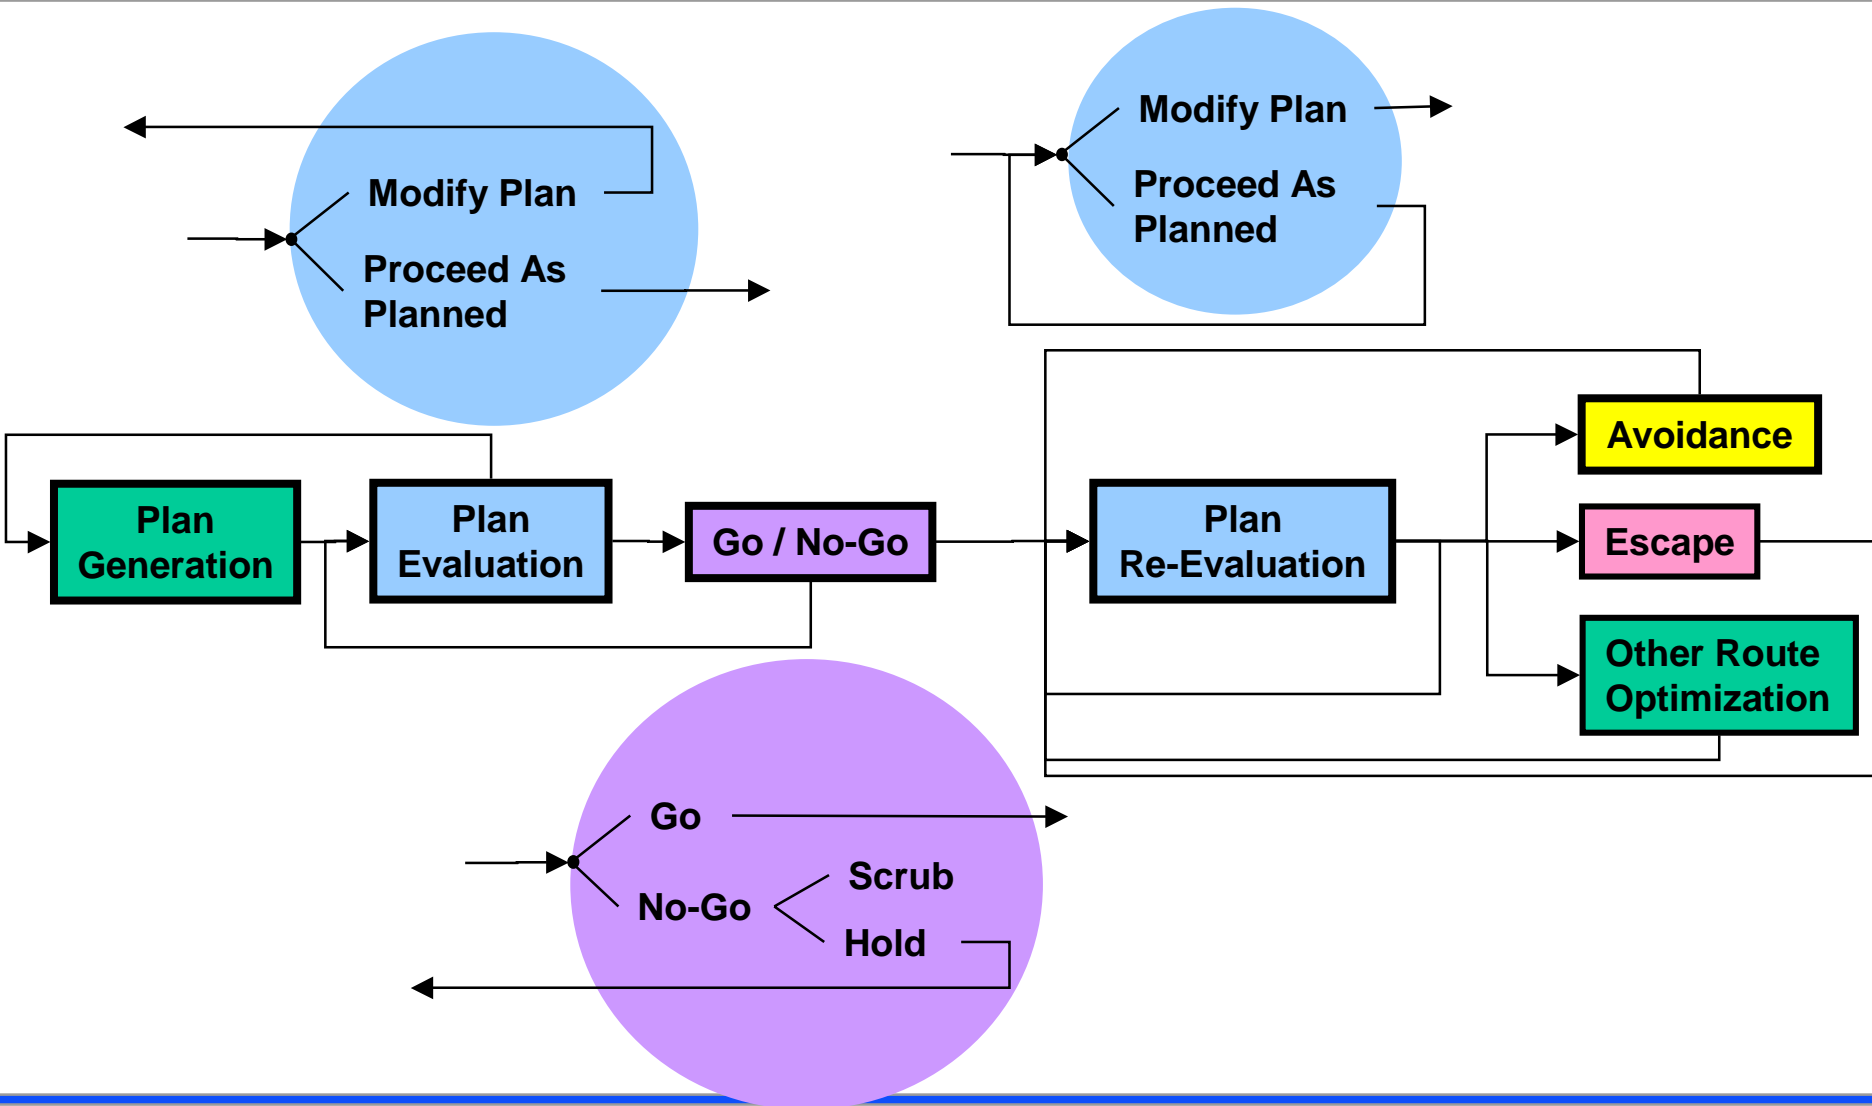 Modify Plan
Proceed As
Planned
Modify Plan
Proceed As
Planned
Plan
Generation
Plan
Evaluation
Go / No-Go
Plan
Re-Evaluation
Avoidance
Escape
Other Route
Optimization
Go
No-Go
Scrub
Hold